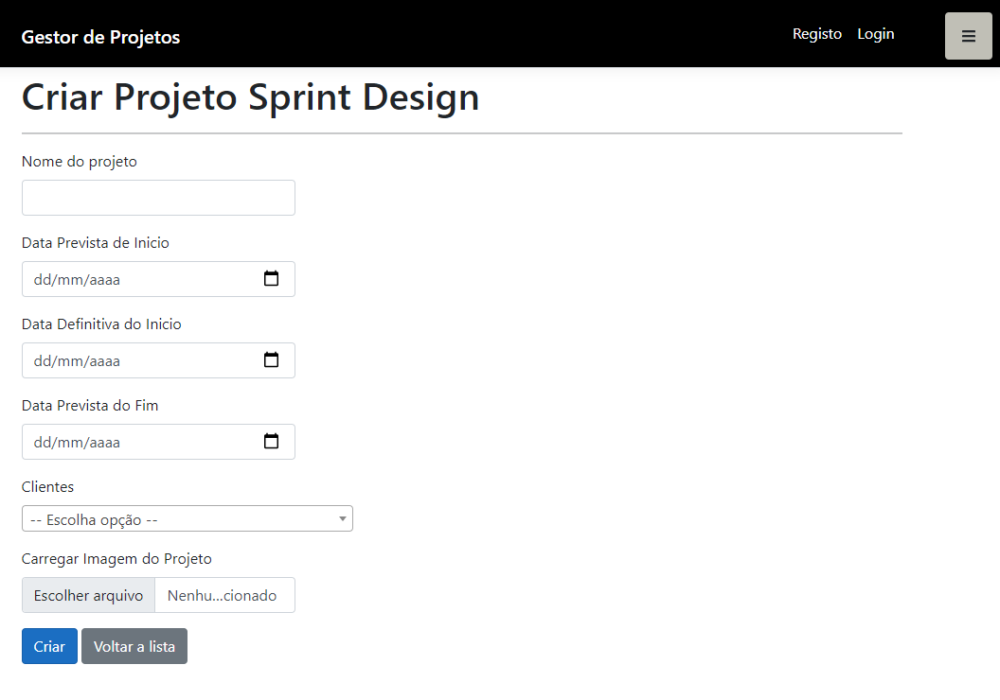 Gestor de Projetos
Registo Login
Criar Projeto Sprint Design
Nome do projeto
Data Prevista de Inicio
dd/mm/aaaa
Data Definitiva do Inicio
dd/mm/aaaa
Data Prevista do Fim
dd/mm/aaaa
Clientes
-- Escolha opção --
Carregar Imagem do Projeto
Escolher arquivo Nenhu...cionado
Criar Voltar a lista